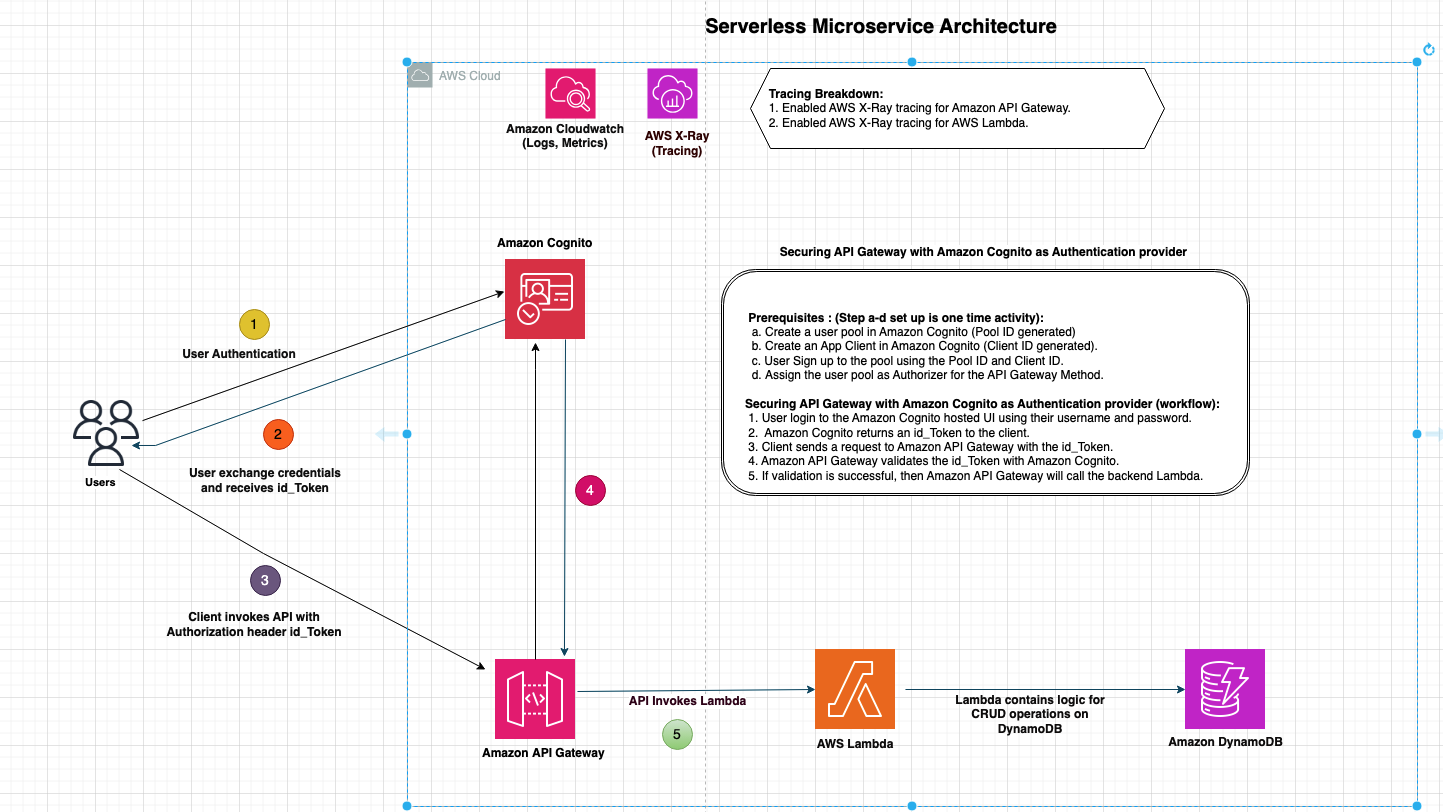 Serverless Microservice Architecture
AWS Cloud
Amazon Cloudwatch
(Logs, Metrics)
AWS X-Ray
(Tracing)
Tracing Breakdown:
1. Enabled AWS X-Ray tracing for Amazon API Gateway.
2. Enabled AWS X-Ray tracing for AWS Lambda.
Amazon Cognito
Securing API Gateway with Amazon Cognito as Authentication provider
Prerequisites : (Step a-d set up is one time activity):
a. Create a user pool in Amazon Cognito (Pool ID generated)
b. Create an App Client in Amazon Cognito (Client ID generated).
c. User Sign up to the pool using the Pool ID and Client ID.
d. Assign the user pool as Authorizer for the API Gateway Method.
Securing API Gateway with Amazon Cognito as Authentication provider (workflow):
1. User login to the Amazon Cognito hosted UI using their username and password.
2. Amazon Cognito returns an id_Token to the client.
3. Client sends a request to Amazon API Gateway with the id_Token.
4. Amazon API Gateway validates the id_Token with Amazon Cognito.
5. If validation is successful, then Amazon API Gateway will call the backend Lambda.
1
User Authentication
2
User exchange credentials
and receives id_Token
Users
4
3
Client invokes API with
Authorization header id_Token
</>
Amazon API Gateway
API Invokes Lambda
5
AWS Lambda
Lambda contains logic for
CRUD operations on
DynamoDB
Amazon DynamoDB